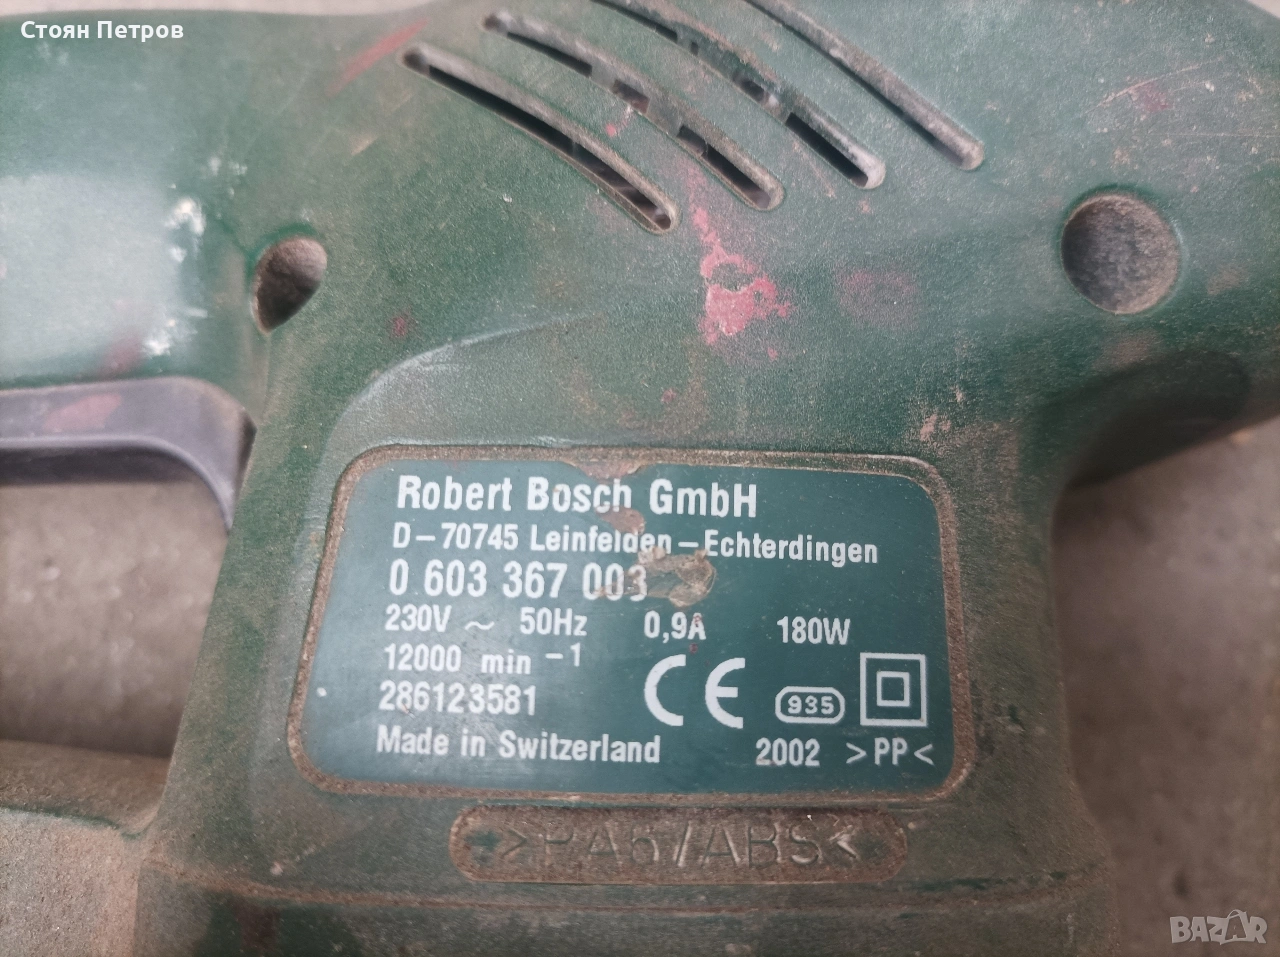 Стоян Петров
Robert Bosch GmbH
D-70745 Leinfelden-Echterdingen
0 603 367 003
230V ~ 50Hz 0,9A 180W
12000 min -1
286123581 CE 935
Made in Switzerland 2002 >PP<
>PA6/ABS<
BAZAR